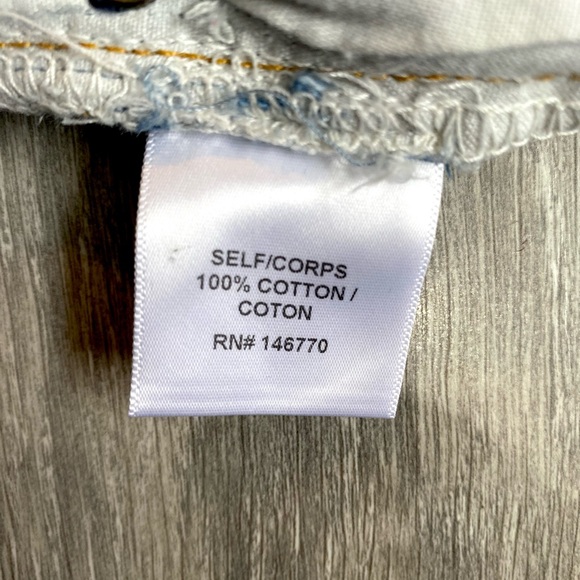 SELF/CORPS
100% COTTON /
COTON
RN# 146770